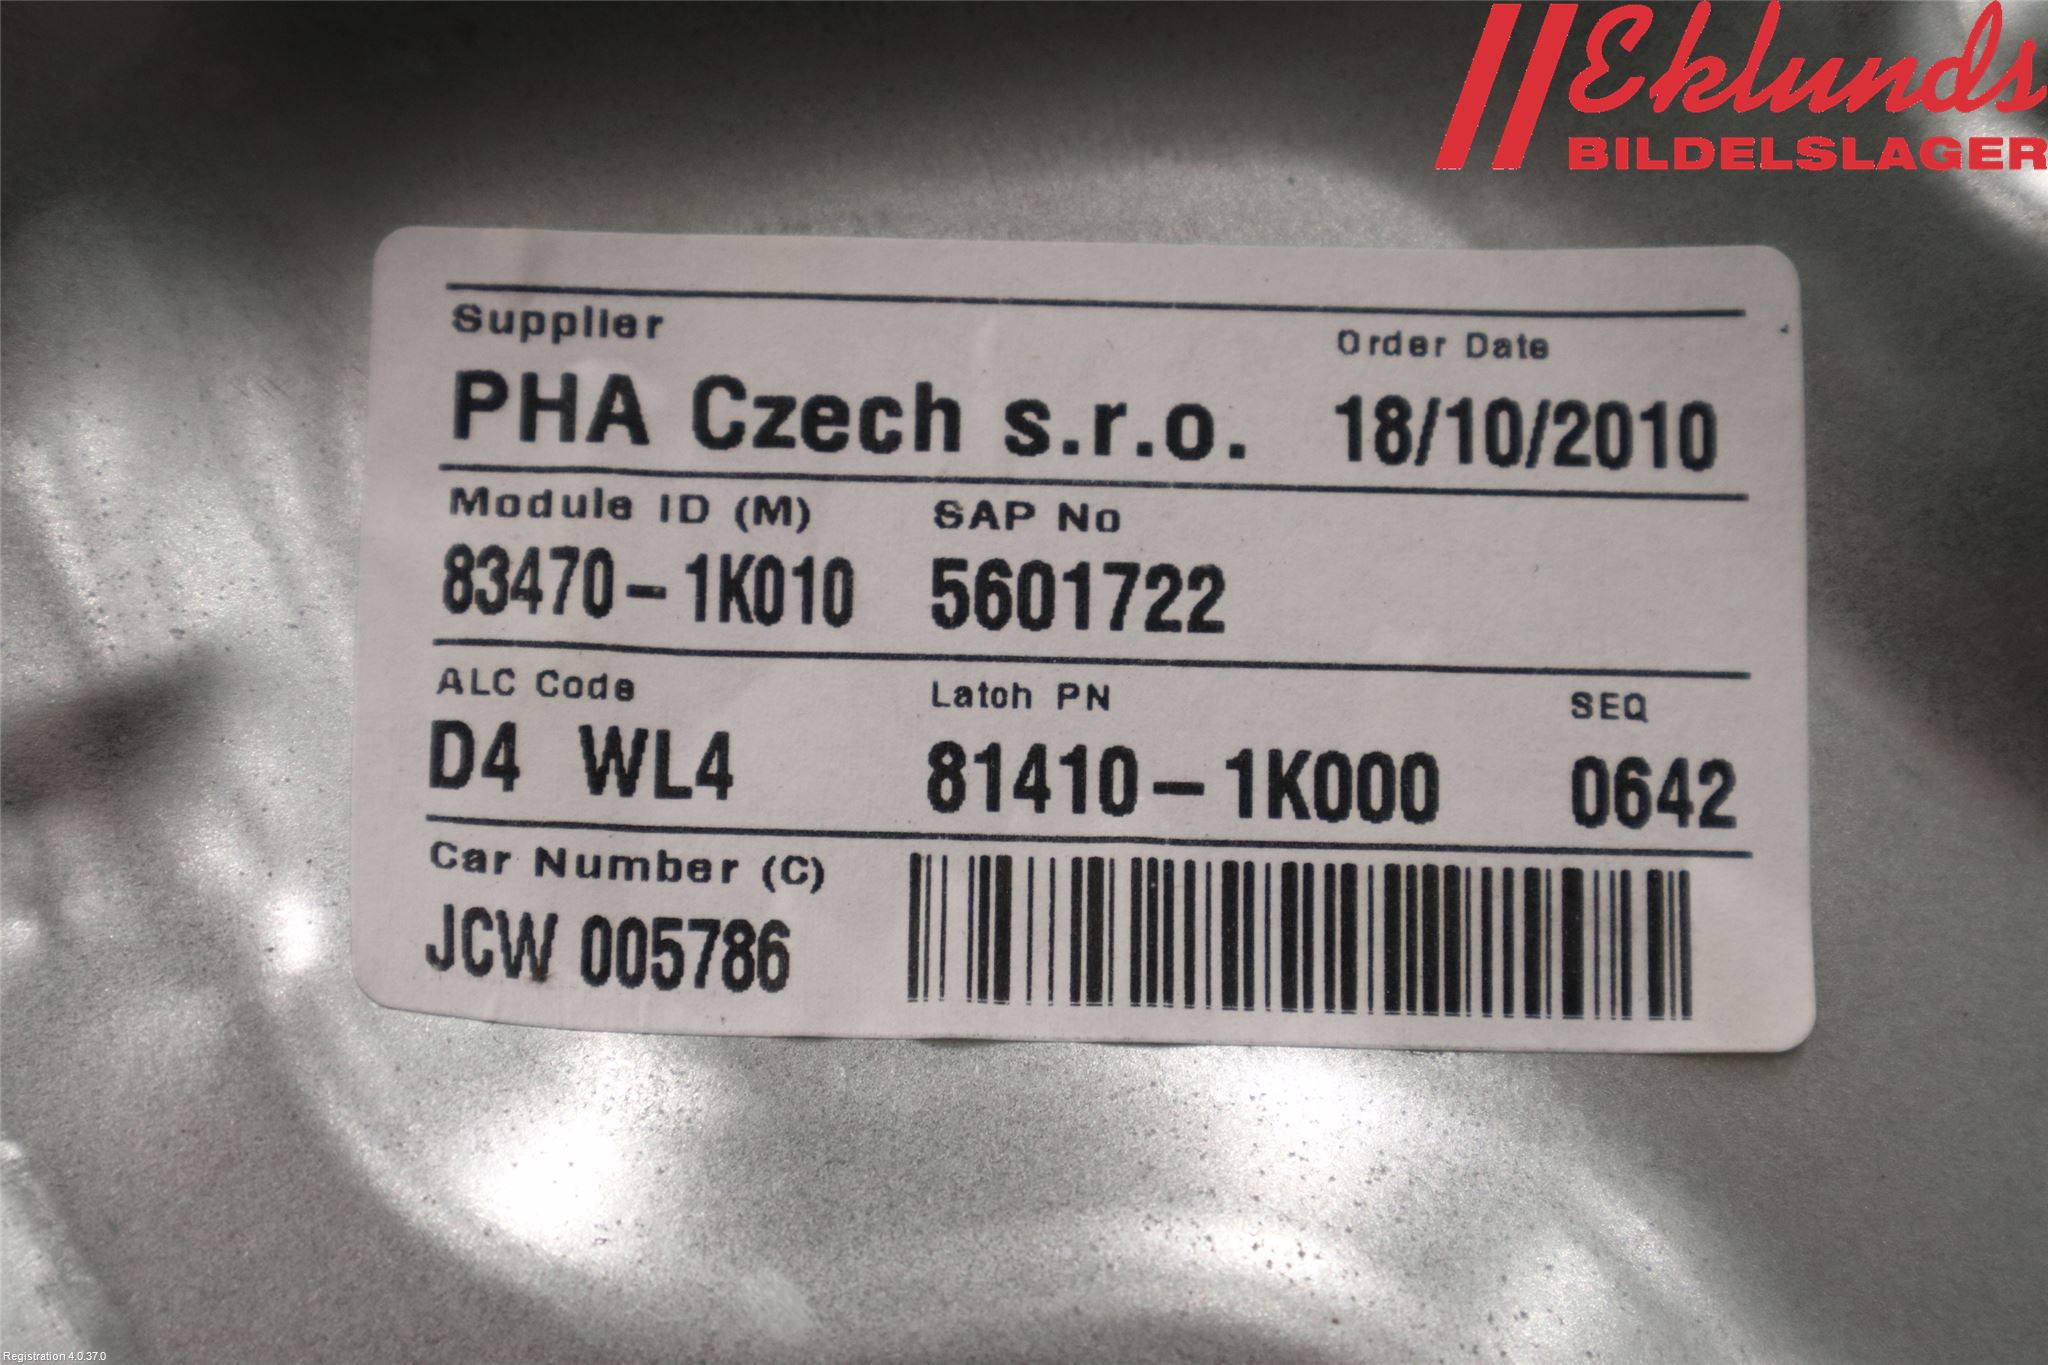 Eklunds
BILDELSLAGER
Supplier
Order Date
PHA Czech s.r.o.
18/10/2010
Module ID (M)
SAP No
83470-1K010
5601722
ALC Code
Latch PN
SEQ
D4 WL4
81410-1K000
0642
Car Number (C)
JCW 005786
Registration 4.0.37.0